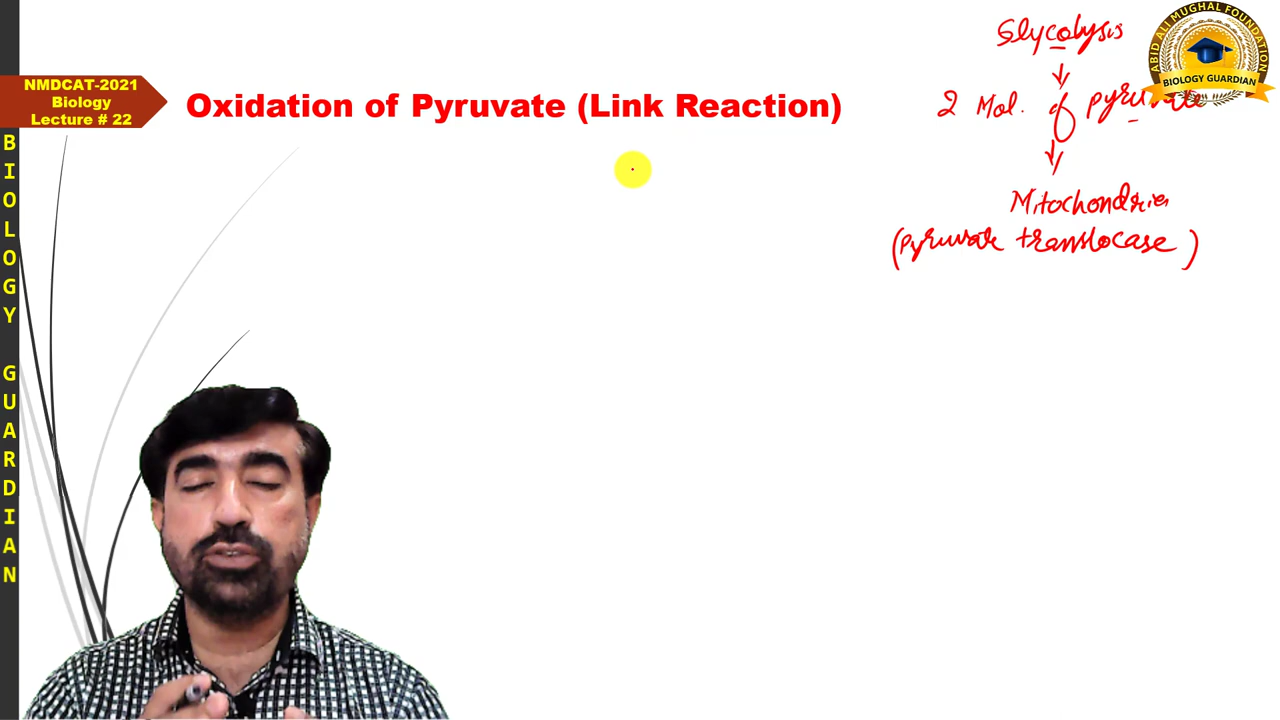 Glycolysis
ABID ALI MUGHAL FOUNDATION
BIOLOGY GUARDIAN
NMDCAT-2021
Biology
Lecture # 22
Oxidation of Pyruvate (Link Reaction)
2 Mol. of pyruvate
Mitochondria
(Pyruvate translocase)
BIOLOGY GUARDIAN